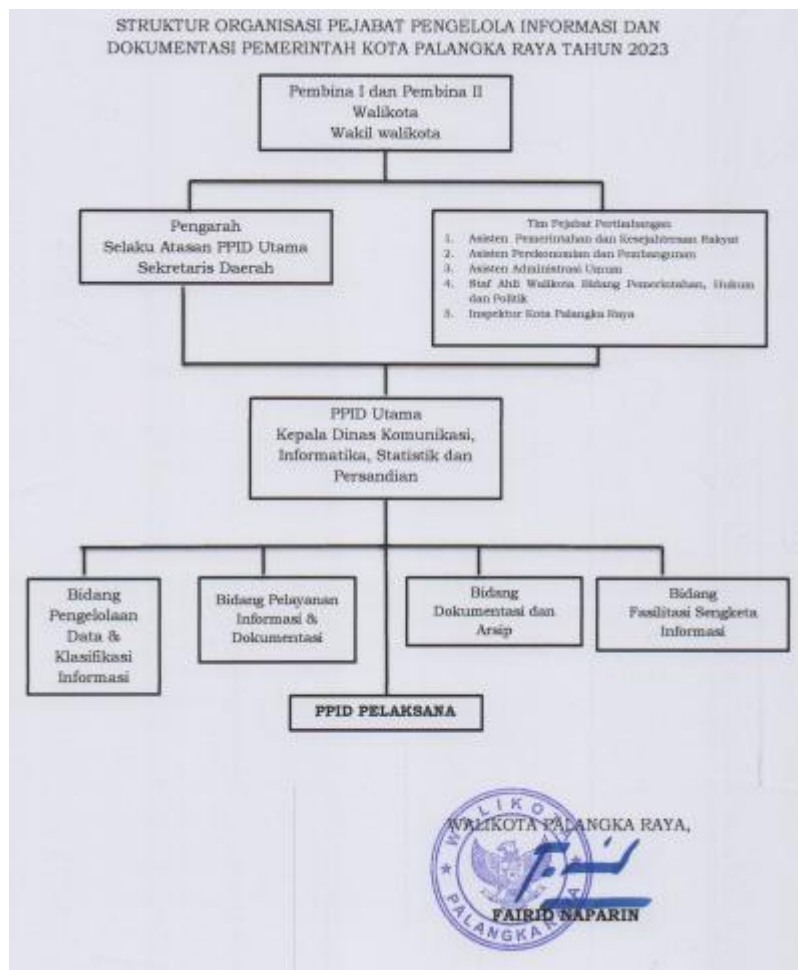 STRUKTUR ORGANISASI PEJABAT PENGELOLA INFORMASI DAN
DOKUMENTASI PEMERINTAH KOTA PALANGKA RAYA TAHUN 2023
Pembina I dan Pembina II
Walikota
Wakil walikota
Pengarah
Selaku Atasan PPID Utama
Sekretaris Daerah
Tim Pejabat Pertimbangan
1. Asisten Pemerintahan dan Kesejahteraan Rakyat
2. Asisten Perekonomian dan Pembangunan
3. Asisten Administrasi Umum
4. Staf Ahli Walikota Bidang Pemerintahan, Hukum
dan Politik
5. Inspektur Kota Palangka Raya
PPID Utama
Kepala Dinas Komunikasi,
Informatika, Statistik dan
Persandian
Bidang
Pengelolaan
Data &
Klasifikasi
Informasi
Bidang Pelayanan
Informasi &
Dokumentasi
Bidang
Dokumentasi dan
Arsip
Bidang
Fasilitasi Sengketa
Informasi
PPID PELAKSANA
WALIKOTA PALANGKA RAYA,
WALIKOTA
PALANGKA RAYA
FAIRID NAPARIN